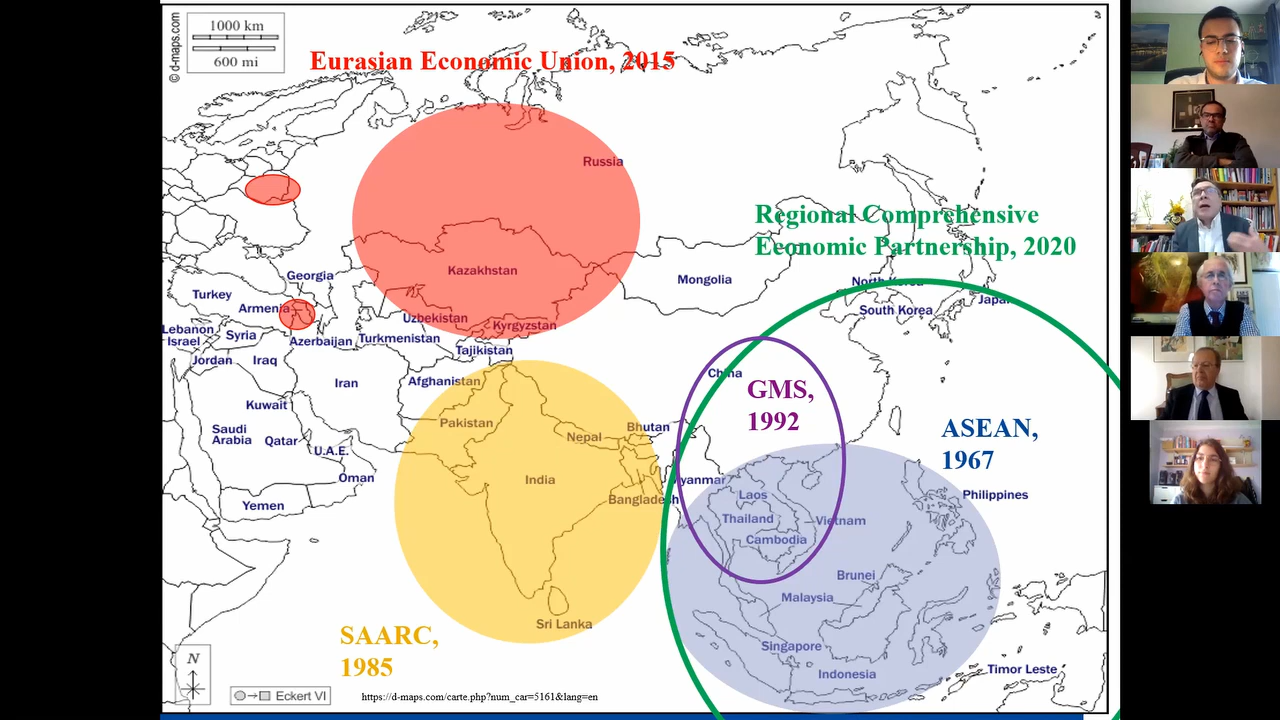 1000 km
600 mi
© d-maps.com
Eurasian Economic Union, 2015
Russia
Regional Comprehensive
Economic Partnership, 2020
Georgia
Kazakhstan
Mongolia
North Korea
Turkey
Armenia
Japan
South Korea
Uzbekistan
Kyrgyzstan
Lebanon
Syria
Azerbaijan
Turkmenistan
Israel
Tajikistan
Jordan
Iraq
Iran
Afghanistan
China
GMS,
1992
Kuwait
Pakistan
Nepal
Bhutan
ASEAN,
1967
Saudi
Arabia
Qatar
U.A.E.
Oman
India
Myanmar
Bangladesh
Laos
Philippines
Yemen
Thailand
Vietnam
Cambodia
Brunei
Malaysia
Sri Lanka
SAARC,
1985
Singapore
Indonesia
Timor Leste
N
Eckert VI
https://d-maps.com/carte.php?num_car=5161&lang=en